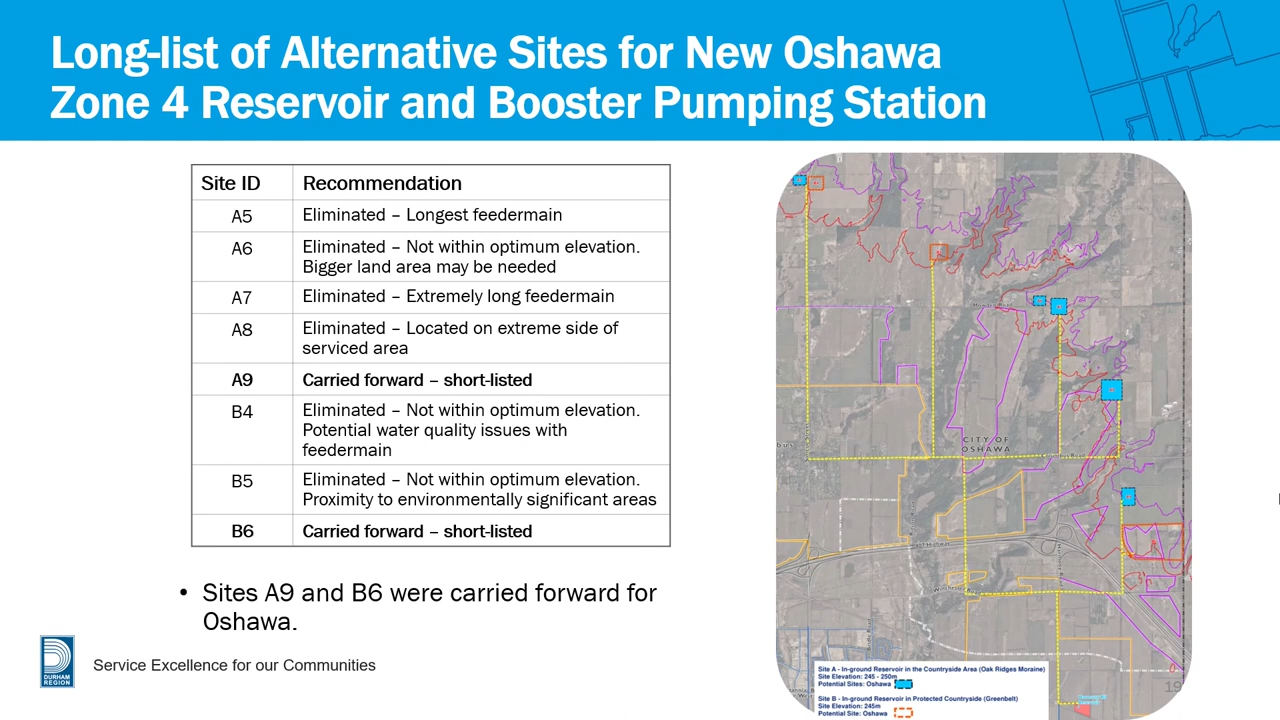 Long-list of Alternative Sites for New Oshawa
Zone 4 Reservoir and Booster Pumping Station
Site ID Recommendation
A5 Eliminated – Longest feedermain
A6 Eliminated – Not within optimum elevation.
Bigger land area may be needed
A7 Eliminated – Extremely long feedermain
A8 Eliminated – Located on extreme side of
serviced area
A9 Carried forward – short-listed
B4 Eliminated – Not within optimum elevation.
Potential water quality issues with
feedermain
B5 Eliminated – Not within optimum elevation.
Proximity to environmentally significant areas
B6 Carried forward – short-listed
• Sites A9 and B6 were carried forward for
Oshawa.
DURHAM
REGION
Service Excellence for our Communities
CITY OF
OSHAWA
Site A - In-ground Reservoir in the Countryside Area (Oak Ridges Moraine)
Site Elevation: 245 - 250m
Potential Sites: Oshawa
Site B - In-ground Reservoir in Protected Countryside (Greenbelt)
Site Elevation: 245m
Potential Site: Oshawa
19